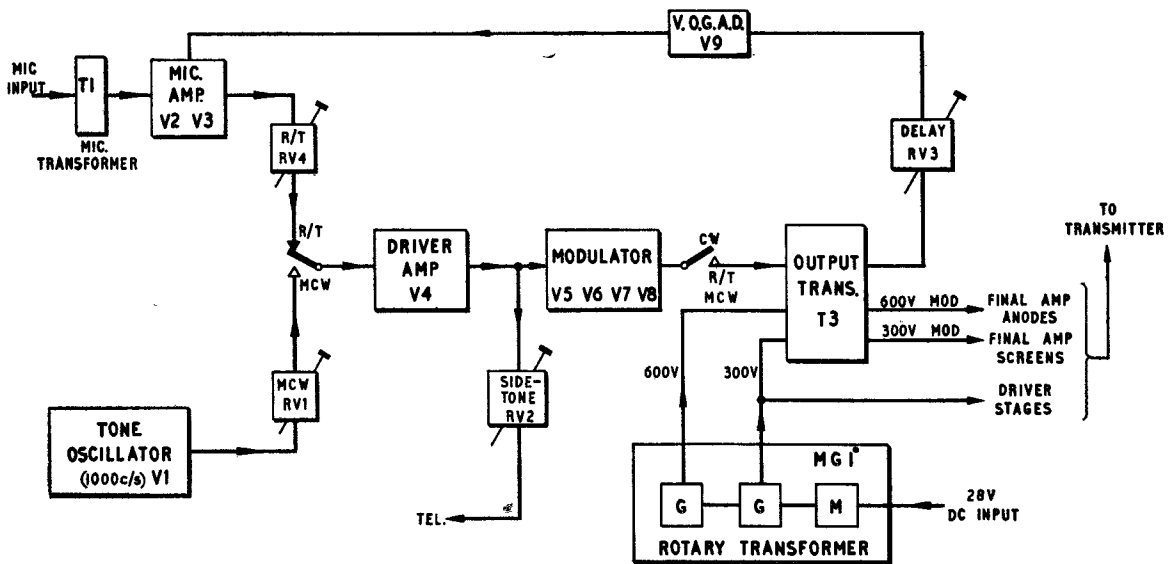 V.O.G.A.D.
V9
MIC
INPUT
T1
MIC.
TRANSFORMER
MIC.
AMP.
V2 V3
R/T
RV4
DELAY
RV3
R/T
MCW
DRIVER
AMP
V4
MODULATOR
V5 V6 V7 V8
CW
R/T
MCW
OUTPUT
TRANS.
T3
TO
TRANSMITTER
600V MOD
FINAL AMP
ANODES
300V MOD
FINAL AMP
SCREENS
600V
300V
DRIVER
STAGES
MCW
RV1
SIDE-
TONE
RV2
TONE
OSCILLATOR
(1000c/s) V1
TEL.
MG1
G
G
M
28V
DC INPUT
ROTARY TRANSFORMER